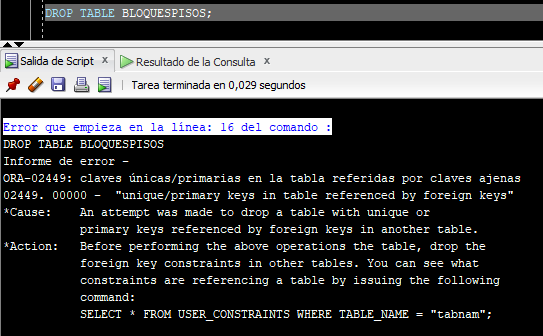 DROP TABLE BLOQUESPISOS;
Salida de Script x Resultado de la Consulta x
Tarea terminada en 0,029 segundos
Error que empieza en la línea: 16 del comando :
DROP TABLE BLOQUESPISOS
Informe de error -
ORA-02449: claves únicas/primarias en la tabla referidas por claves ajenas
02449. 00000 -  "unique/primary keys in table referenced by foreign keys"
*Cause:    An attempt was made to drop a table with unique or
primary keys referenced by foreign keys in another table.
*Action:   Before performing the above operations the table, drop the
foreign key constraints in other tables. You can see what
constraints are referencing a table by issuing the following
command:
SELECT * FROM USER_CONSTRAINTS WHERE TABLE_NAME = "tabnam";